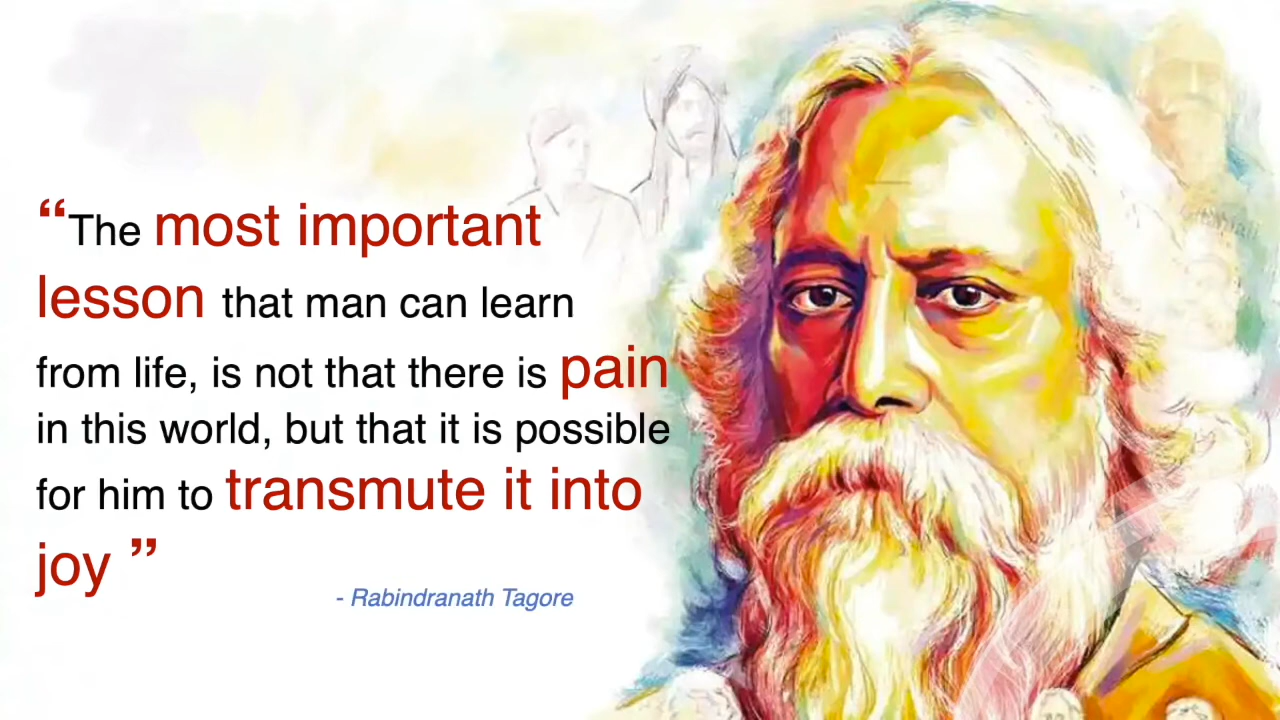 “The most important
lesson that man can learn
from life, is not that there is pain
in this world, but that it is possible
for him to transmute it into
joy ”
- Rabindranath Tagore